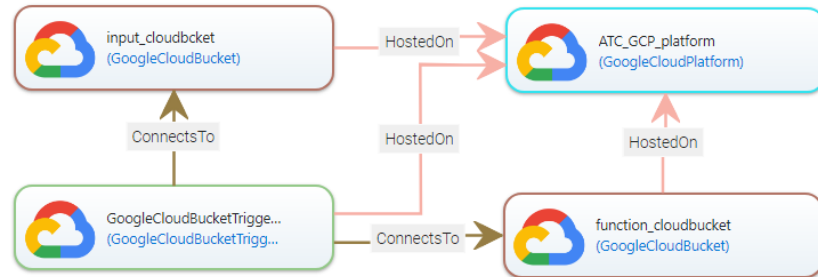 input_cloudbcket
(GoogleCloudBucket)
HostedOn
ATC_GCP_platform
(GoogleCloudPlatform)
ConnectsTo
HostedOn
HostedOn
GoogleCloudBucketTrigge...
(GoogleCloudBucketTrigg...
ConnectsTo
function_cloudbucket
(GoogleCloudBucket)